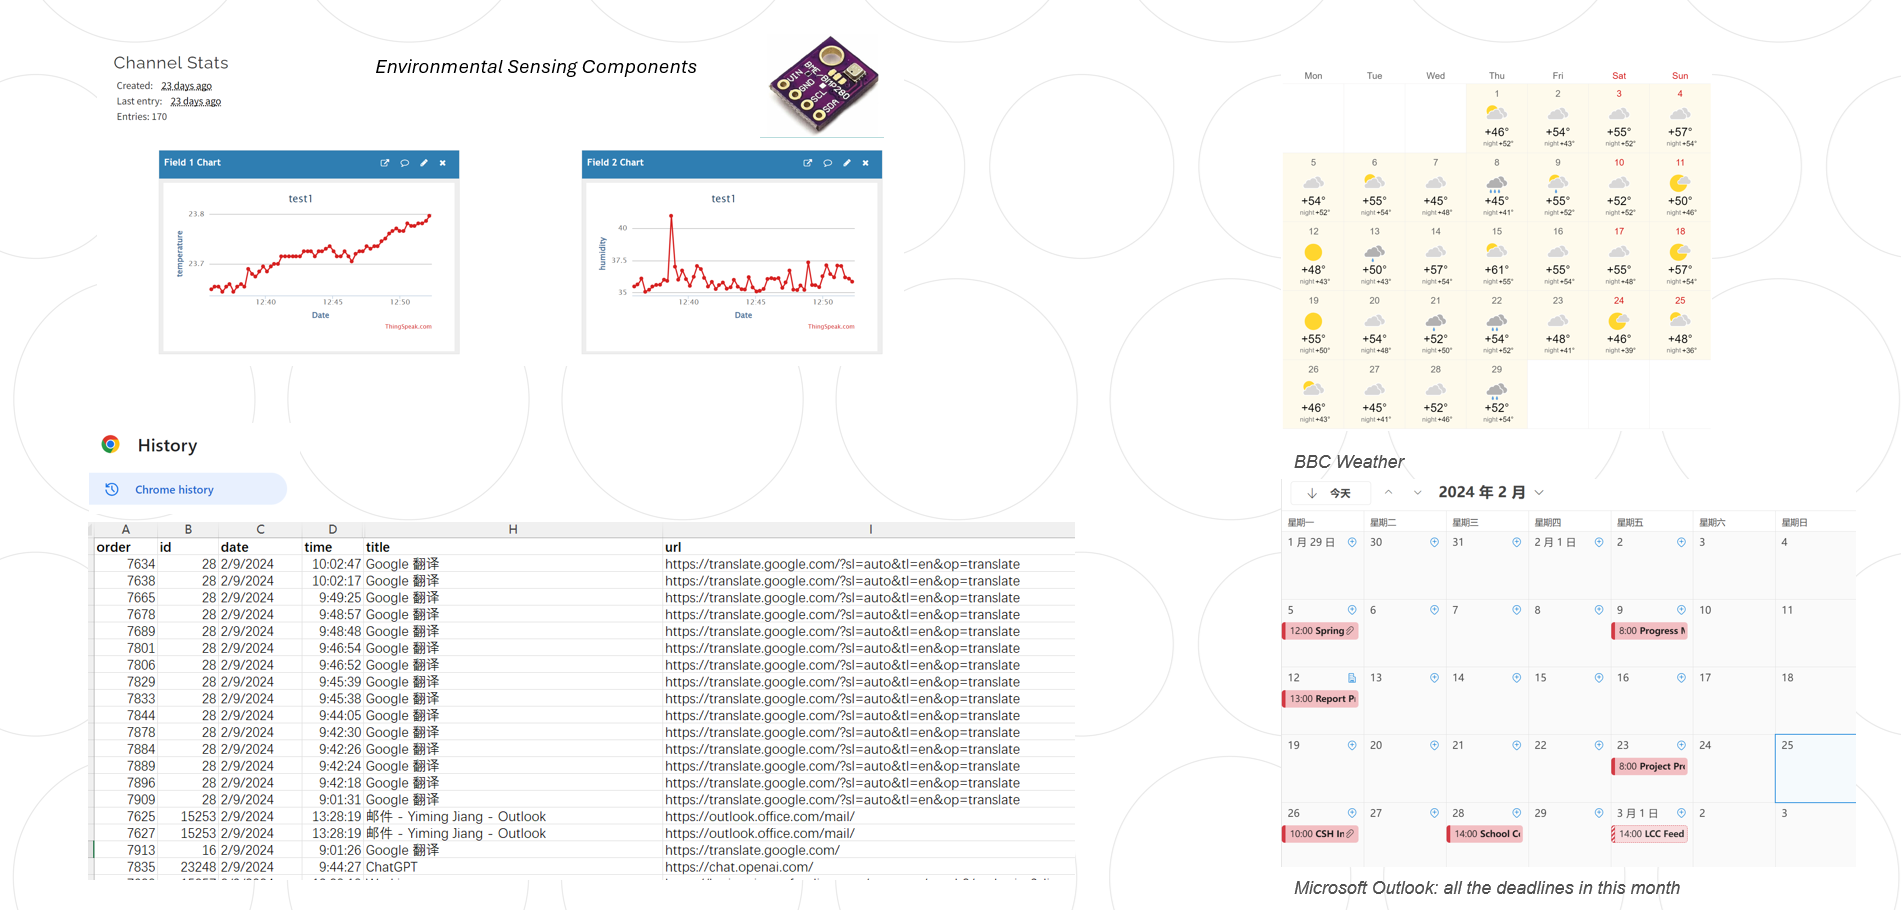 Channel Stats
Created: 23 days ago
Last entry: 23 days ago
Entries: 170
Environmental Sensing Components
VIN
GND
SCL
SDA
BME/BMP280
Field 1 Chart
test1
temperature
23.8
23.7
12:40 12:45 12:50
Date
ThingSpeak.com
Field 2 Chart
test1
humidity
40
37.5
35
12:40 12:45 12:50
Date
ThingSpeak.com
History
Chrome history
A B C D H I
order id date time title url
7634 28 2/9/2024 10:02:47 Google 翻译 https://translate.google.com/?sl=auto&tl=en&op=translate
7638 28 2/9/2024 10:02:17 Google 翻译 https://translate.google.com/?sl=auto&tl=en&op=translate
7665 28 2/9/2024 9:49:25 Google 翻译 https://translate.google.com/?sl=auto&tl=en&op=translate
7678 28 2/9/2024 9:48:57 Google 翻译 https://translate.google.com/?sl=auto&tl=en&op=translate
7689 28 2/9/2024 9:48:48 Google 翻译 https://translate.google.com/?sl=auto&tl=en&op=translate
7801 28 2/9/2024 9:46:54 Google 翻译 https://translate.google.com/?sl=auto&tl=en&op=translate
7806 28 2/9/2024 9:46:52 Google 翻译 https://translate.google.com/?sl=auto&tl=en&op=translate
7829 28 2/9/2024 9:45:39 Google 翻译 https://translate.google.com/?sl=auto&tl=en&op=translate
7833 28 2/9/2024 9:45:38 Google 翻译 https://translate.google.com/?sl=auto&tl=en&op=translate
7844 28 2/9/2024 9:44:05 Google 翻译 https://translate.google.com/?sl=auto&tl=en&op=translate
7878 28 2/9/2024 9:42:30 Google 翻译 https://translate.google.com/?sl=auto&tl=en&op=translate
7884 28 2/9/2024 9:42:26 Google 翻译 https://translate.google.com/?sl=auto&tl=en&op=translate
7889 28 2/9/2024 9:42:24 Google 翻译 https://translate.google.com/?sl=auto&tl=en&op=translate
7896 28 2/9/2024 9:42:18 Google 翻译 https://translate.google.com/?sl=auto&tl=en&op=translate
7909 28 2/9/2024 9:01:31 Google 翻译 https://translate.google.com/?sl=auto&tl=en&op=translate
7625 15253 2/9/2024 13:28:19 邮件 - Yiming Jiang - Outlook https://outlook.office.com/mail/
7627 15253 2/9/2024 13:28:19 邮件 - Yiming Jiang - Outlook https://outlook.office.com/mail/
7913 16 2/9/2024 9:01:26 Google 翻译 https://translate.google.com/
7835 23248 2/9/2024 9:44:27 ChatGPT https://chat.openai.com/
Mon Tue Wed Thu Fri Sat Sun
1 2 3 4
+46° +54° +55° +57°
night +52° night +43° night +52° night +54°
5 6 7 8 9 10 11
+54° +55° +45° +45° +55° +52° +50°
night +52° night +54° night +48° night +41° night +52° night +52° night +46°
12 13 14 15 16 17 18
+48° +50° +57° +61° +55° +55° +57°
night +43° night +43° night +54° night +55° night +54° night +48° night +54°
19 20 21 22 23 24 25
+55° +54° +52° +54° +48° +46° +48°
night +50° night +48° night +50° night +52° night +41° night +39° night +36°
26 27 28 29
+46° +45° +52° +52°
night +43° night +41° night +46° night +54°
BBC Weather
今天 2024 年 2 月
星期一 星期二 星期三 星期四 星期五 星期六 星期日
1 月 29 日 30 31 2 月 1 日 2 3 4
5 6 7 8 9 10 11
12:00 Spring 8:00 Progress
12 13 14 15 16 17 18
13:00 Report
19 20 21 22 23 24 25
8:00 Project
26 27 28 29 3 月 1 日 2 3
10:00 CSH 14:00 School 14:00 LCC Feed
Microsoft Outlook: all the deadlines in this month